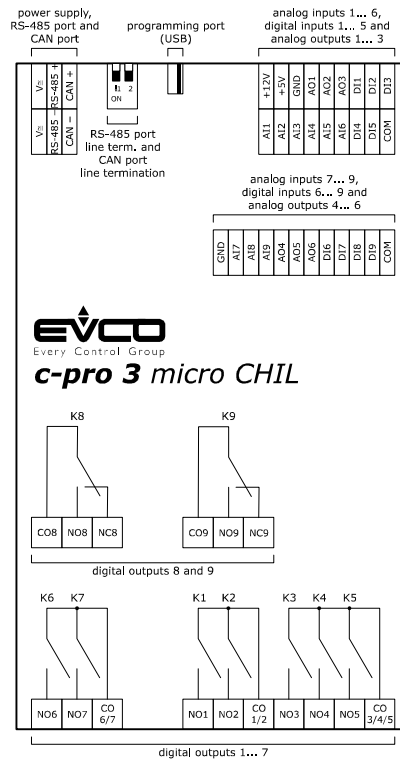 power supply,
RS-485 port and
CAN port
programming port
(USB)
analog inputs 1... 6,
digital inputs 1... 5 and
analog outputs 1... 3
V≂ RS-485 + CAN +
V≂ RS-485 − CAN −
1 2
ON
RS-485 port
line term. and
CAN port
line termination
+12V +5V GND AO1 AO2 AO3 DI1 DI2 DI3
AI1 AI2 AI3 AI4 AI5 AI6 DI4 DI5 COM
analog inputs 7... 9,
digital inputs 6... 9 and
analog outputs 4... 6
GND AI7 AI8 AI9 AO4 AO5 AO6 DI6 DI7 DI8 DI9 COM
EVCO
Every Control Group
c-pro 3 micro CHIL
K8 K9
CO8 NO8 NC8 CO9 NO9 NC9
digital outputs 8 and 9
K6 K7 K1 K2 K3 K4 K5
NO6 NO7 CO 6/7 NO1 NO2 CO 1/2 NO3 NO4 NO5 CO 3/4/5
digital outputs 1... 7